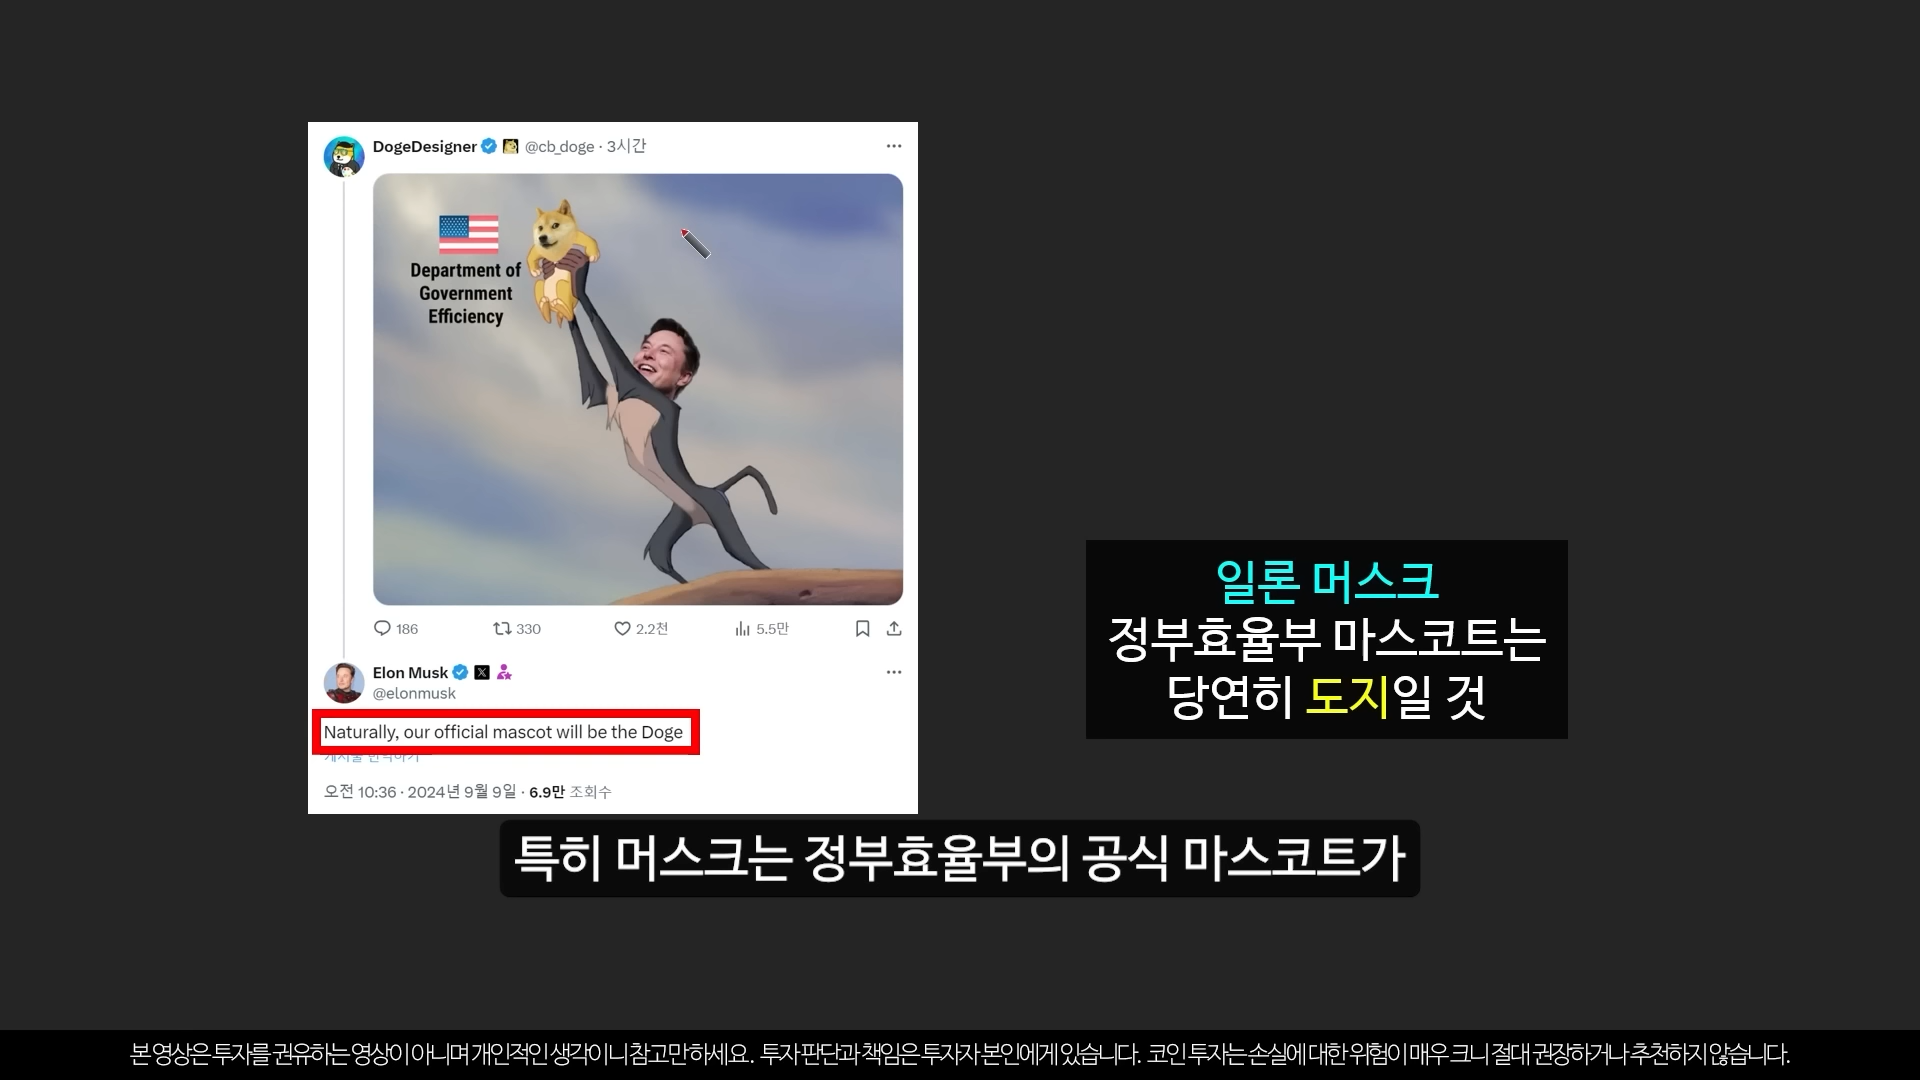 DogeDesigner @cb_doge · 3시간
Department of
Government
Efficiency
186 330 2.2천 5.5만
Elon Musk
@elonmusk
Naturally, our official mascot will be the Doge
게시물 번역하기
오전 10:36 · 2024년 9월 9일 · 6.9만 조회수
일론 머스크
정부효율부 마스코트는
당연히 도지일 것
특히 머스크는 정부효율부의 공식 마스코트가
본 영상은 투자를 권유하는 영상이 아니며 개인적인 생각이니 참고만 하세요. 투자 판단과 책임은 투자자 본인에게 있습니다. 코인 투자는 손실에 대한 위험이 매우 크니 절대 권장하거나 추천하지 않습니다.